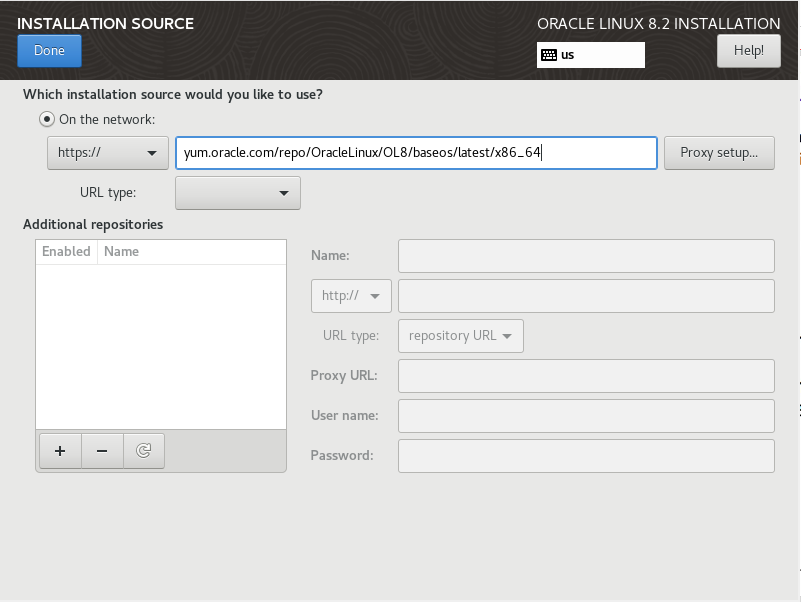 INSTALLATION SOURCE
ORACLE LINUX 8.2 INSTALLATION
Done
us
Help!
Which installation source would you like to use?
On the network:
https://
yum.oracle.com/repo/OracleLinux/OL8/baseos/latest/x86_64
Proxy setup...
URL type:
Additional repositories
Enabled Name
Name:
http://
URL type:
repository URL
Proxy URL:
User name:
Password: